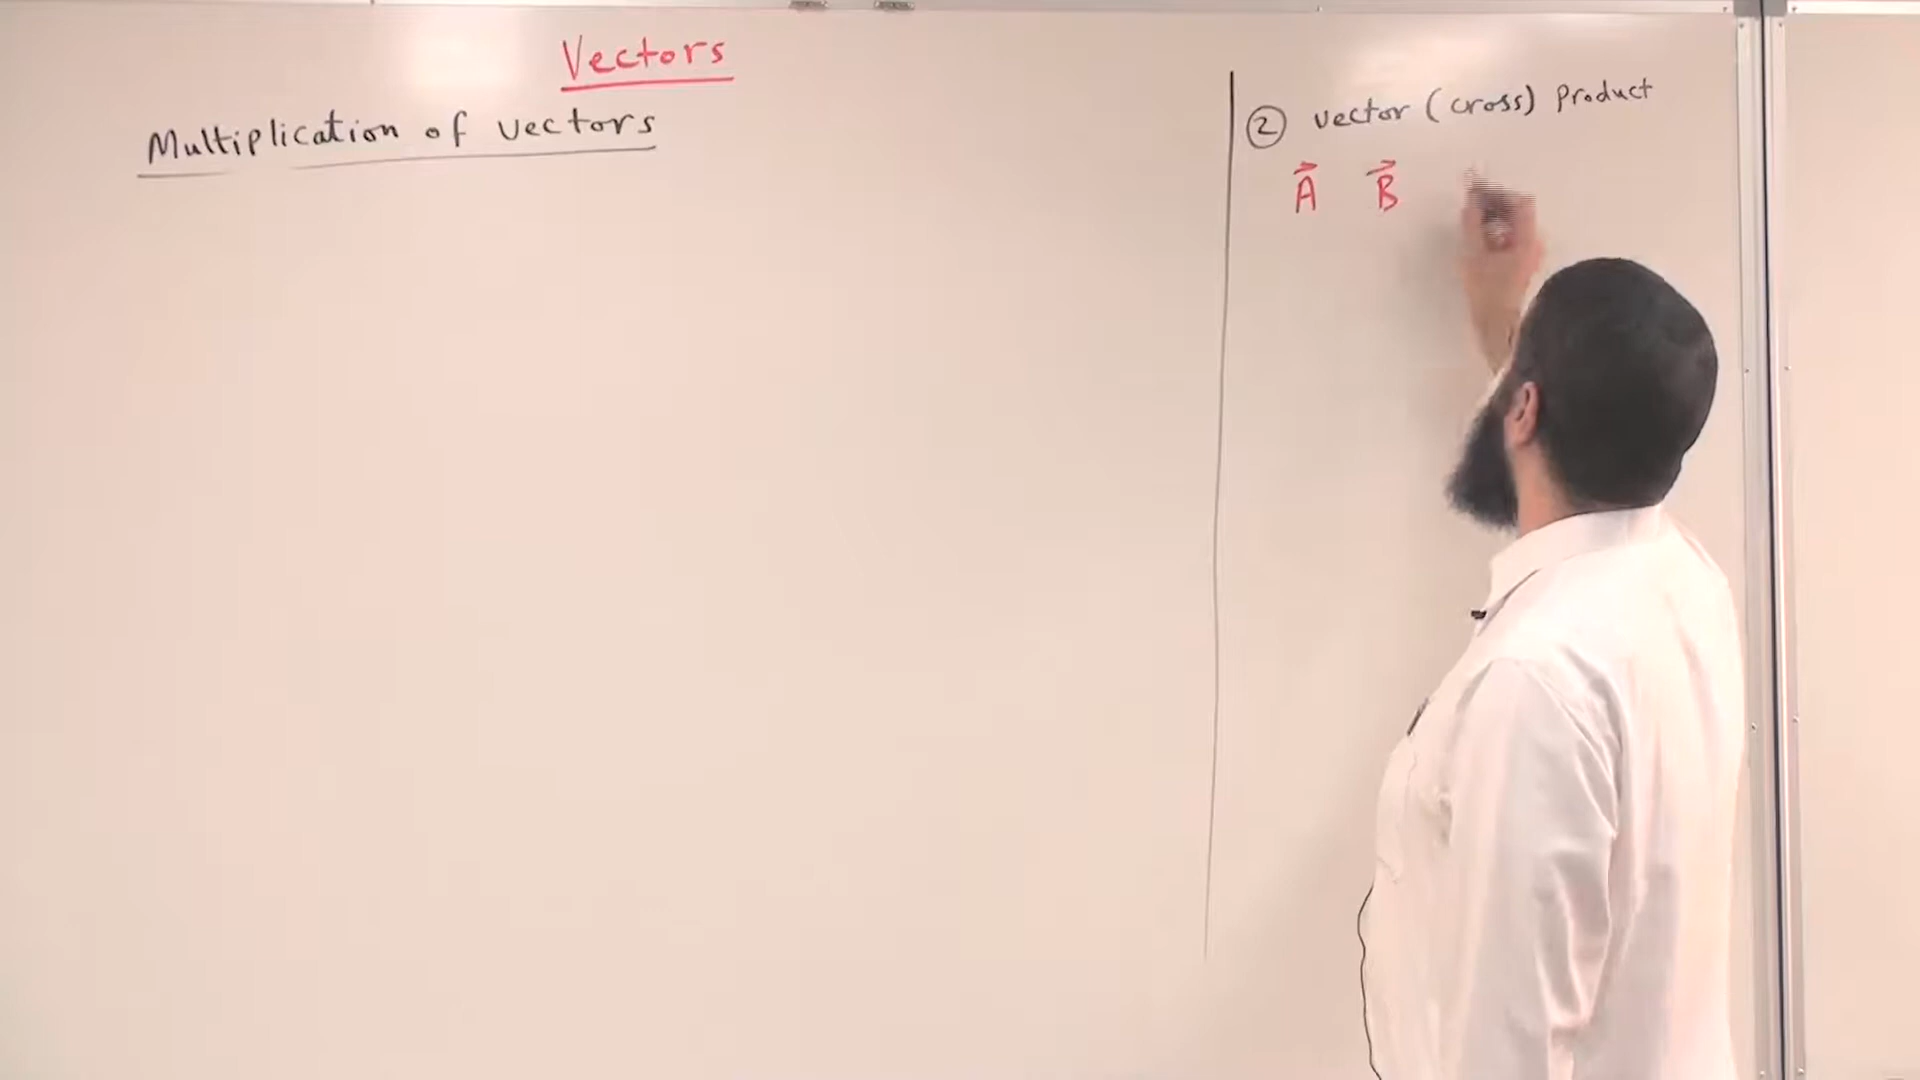 Vectors
Multiplication of vectors
② vector (cross) product
A⃗ B⃗